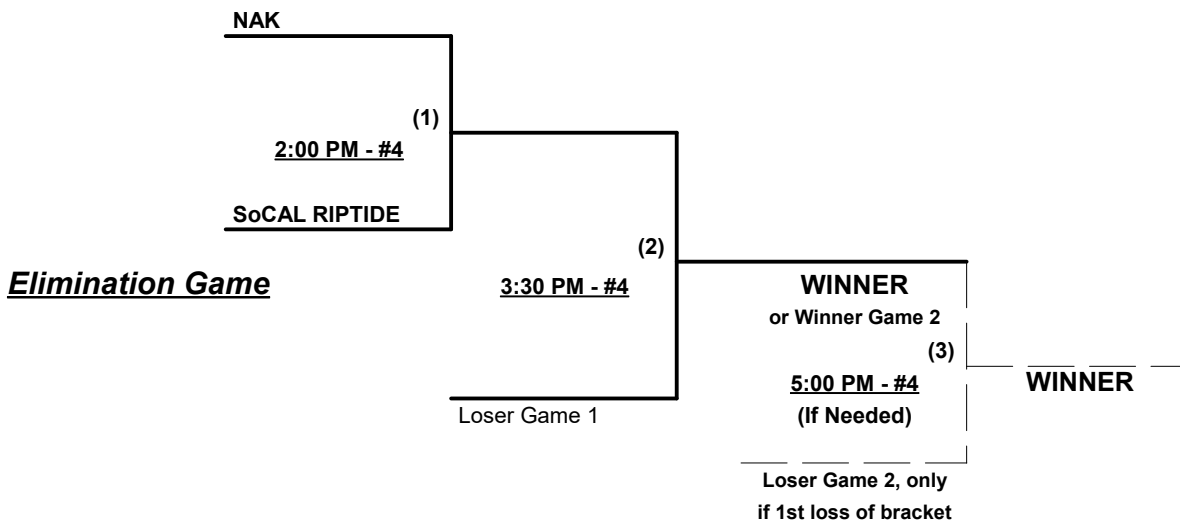 NAK
(1)
2:00 PM - #4
SoCAL RIPTIDE
Elimination Game
(2)
3:30 PM - #4
Loser Game 1
WINNER
or Winner Game 2
(3)
5:00 PM - #4
(If Needed)
WINNER
Loser Game 2, only
if 1st loss of bracket